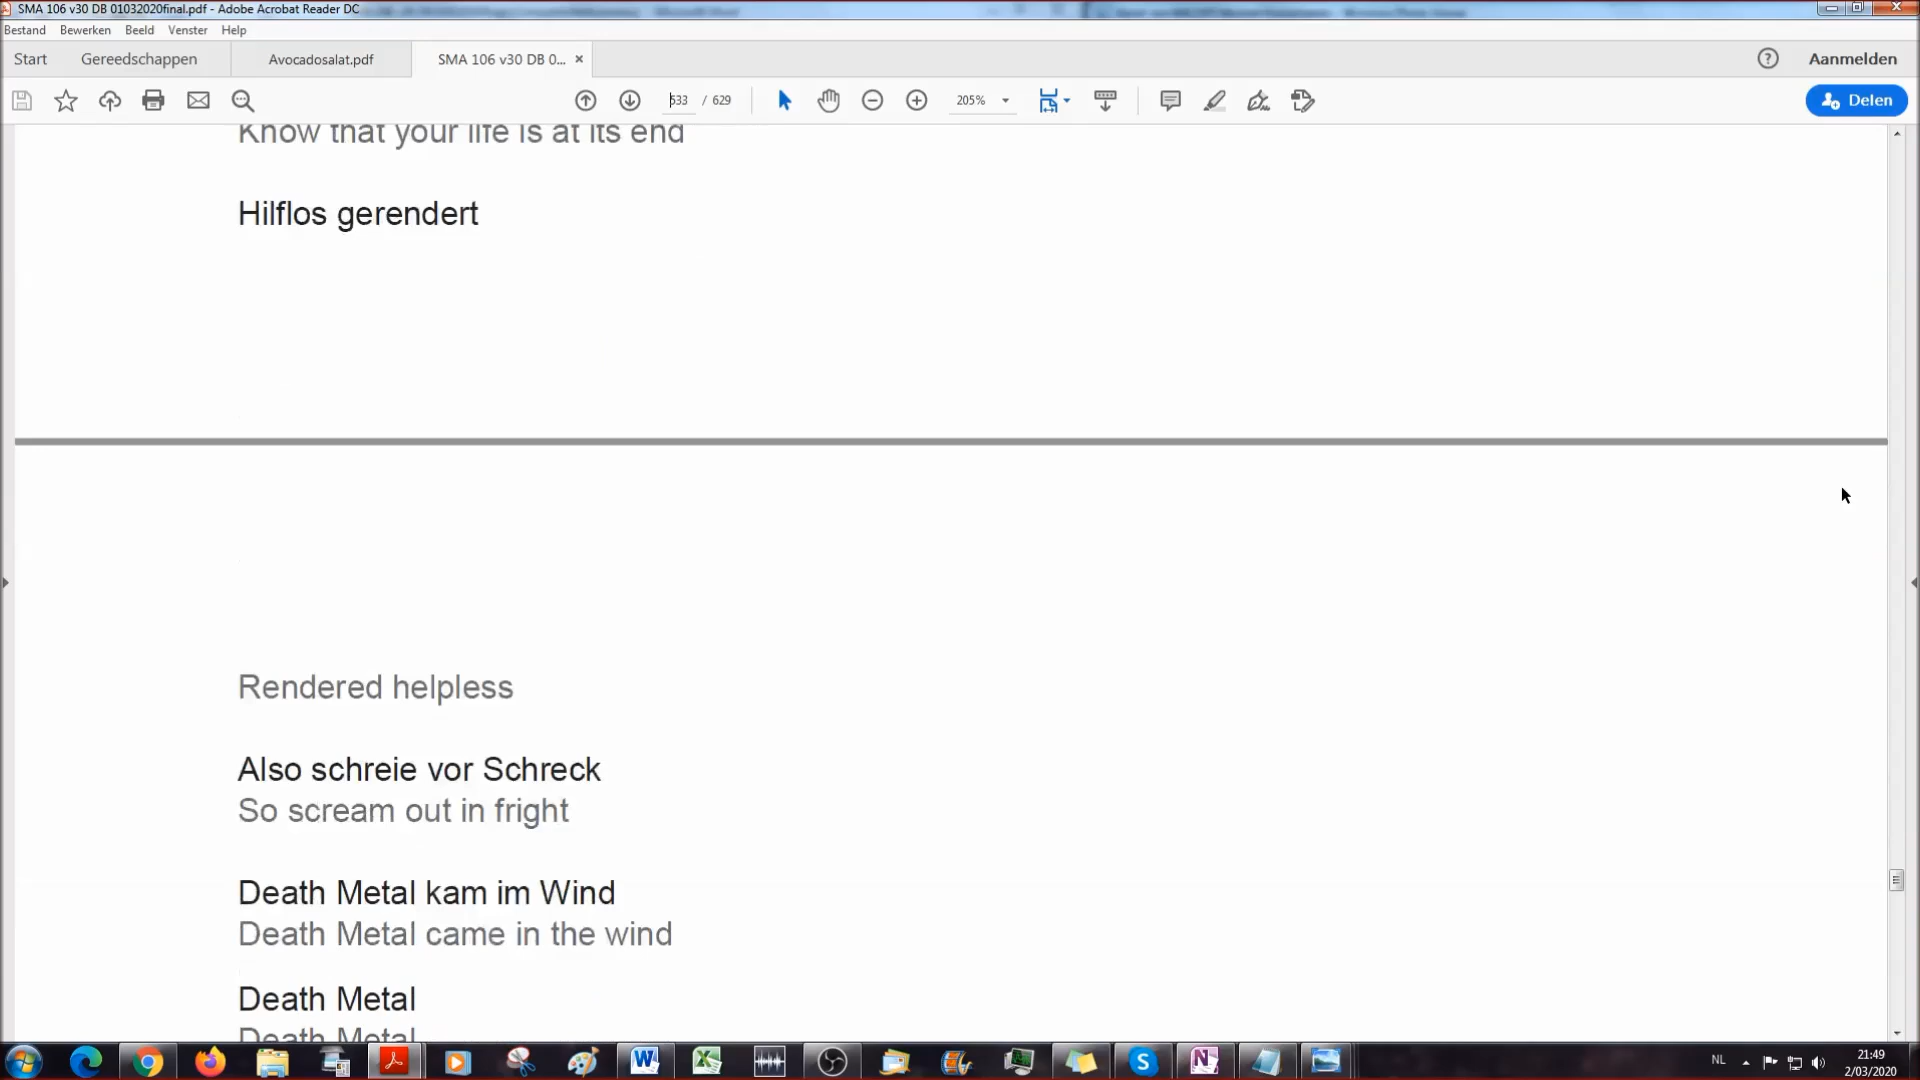 SMA 106 v30 DB 01032020final.pdf - Adobe Acrobat Reader DC
Bestand Bewerken Beeld Venster Help
Start Gereedschappen Avocadosalat.pdf SMA 106 v30 DB 0... × Aanmelden
533 / 629 205% Delen
Know that your life is at its end
Hilflos gerendert
Rendered helpless
Also schreie vor Schreck
So scream out in fright
Death Metal kam im Wind
Death Metal came in the wind
Death Metal
Death Metal
NL 21:49
2/03/2020